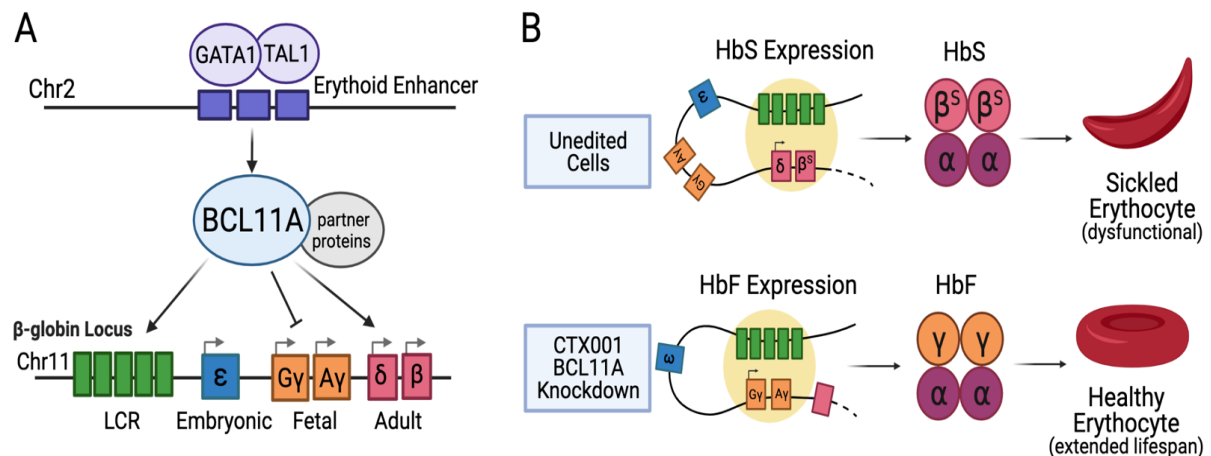 A
GATA1
TAL1
Chr2
Erythoid Enhancer
BCL11A
partner
proteins
β-globin Locus
Chr11
ε
Gγ
Aγ
δ
β
LCR
Embryonic
Fetal
Adult
B
HbS Expression
HbS
Unedited
Cells
ε
Aγ
Gγ
δ
βS
βS
βS
α
α
Sickled
Erythocyte
(dysfunctional)
HbF Expression
HbF
CTX001
BCL11A
Knockdown
ω
Gγ
Aγ
γ
γ
α
α
Healthy
Erythocyte
(extended lifespan)